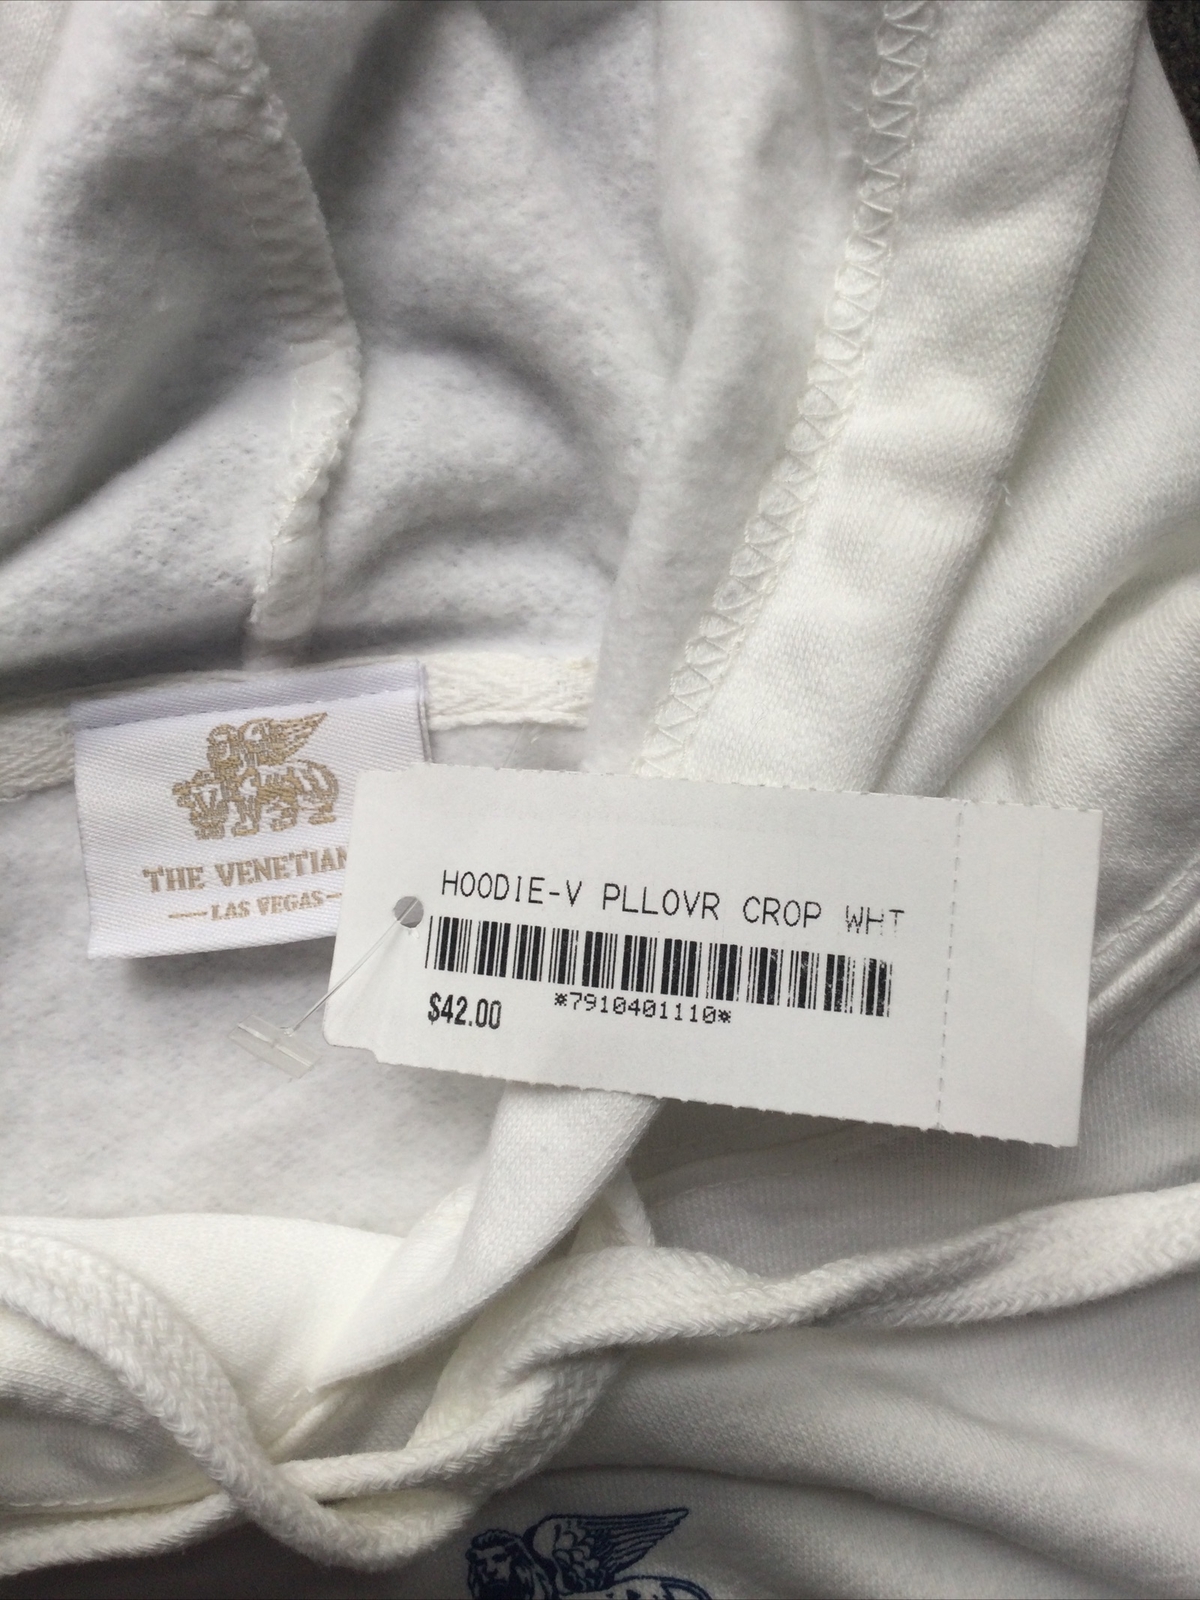 THE VENETIAN
LAS VEGAS
HOODIE-V PLLOVR CROP WHT
*7910401110*
$42.00